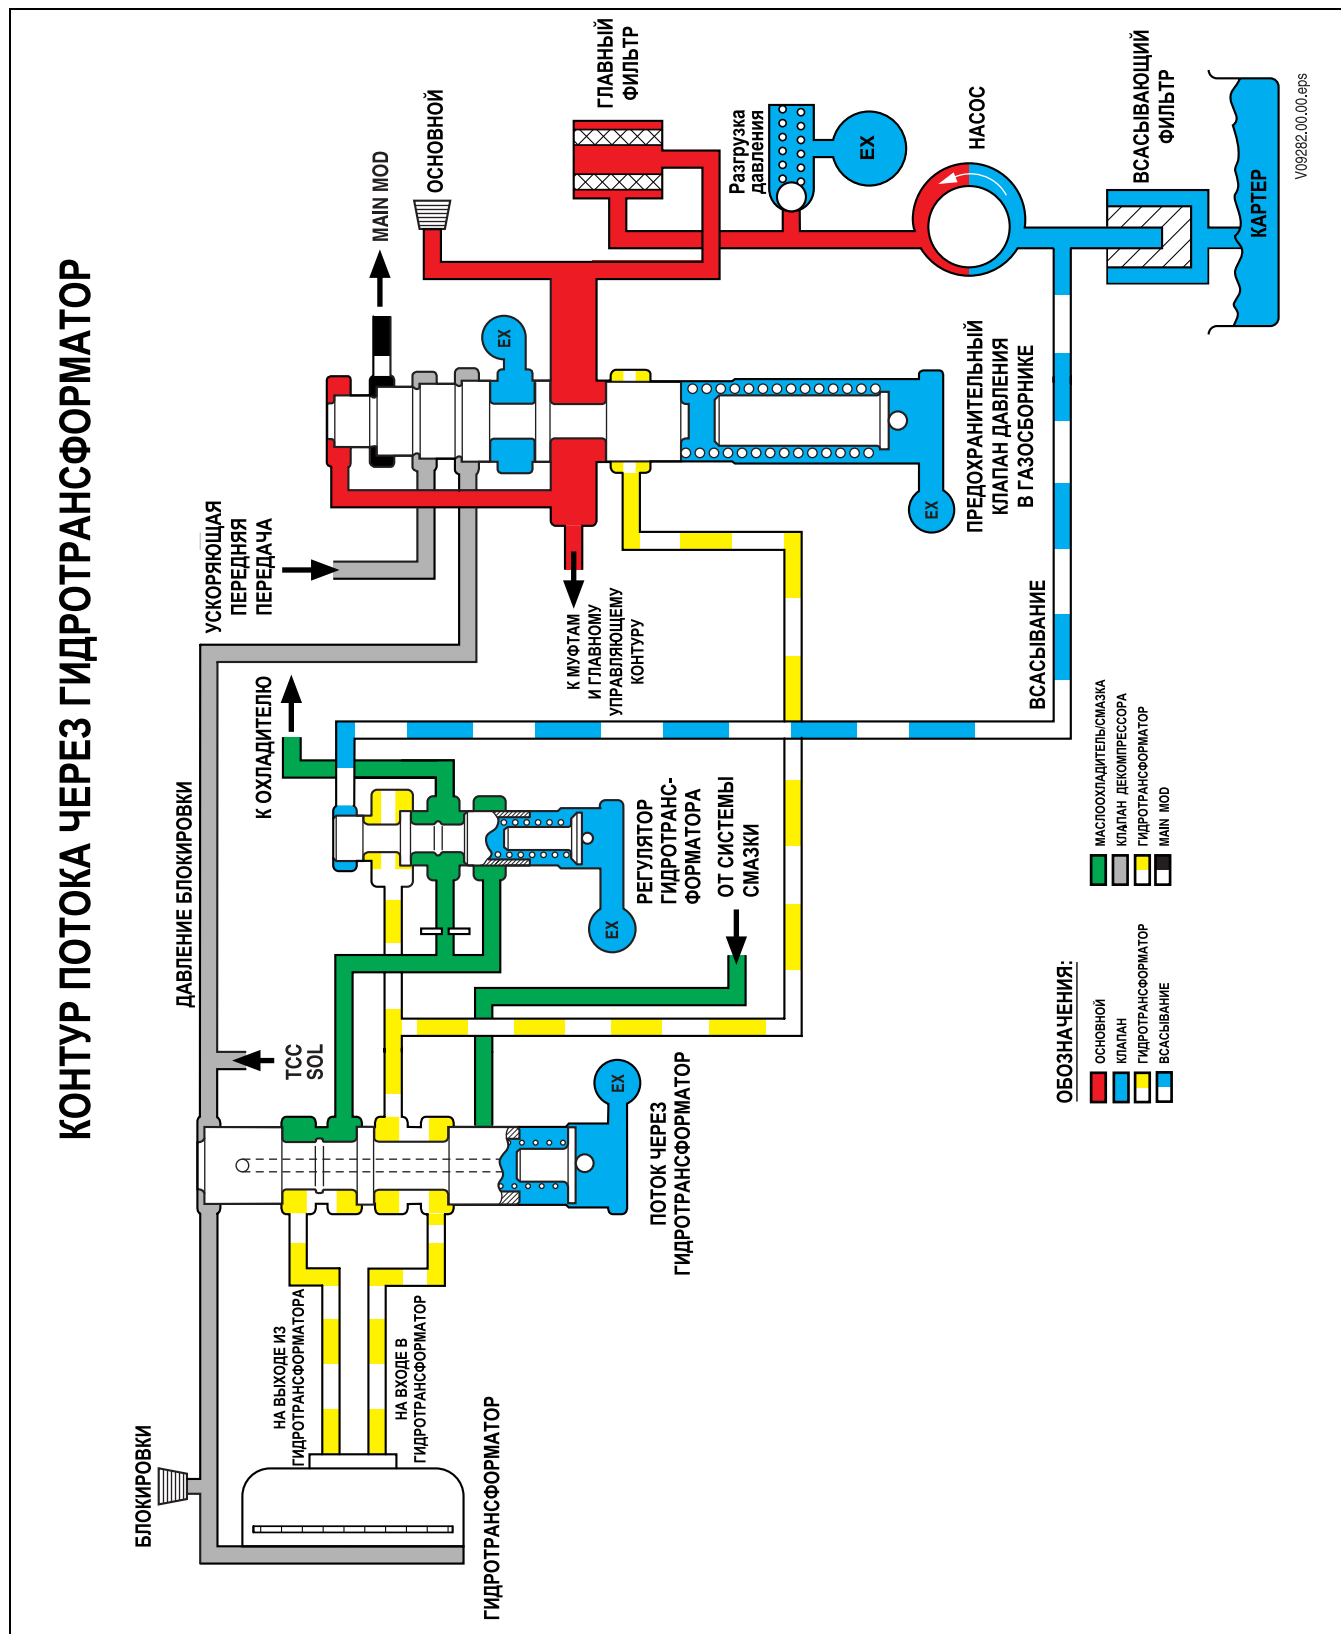 КОНТУР ПОТОКА ЧЕРЕЗ ГИДРОТРАНСФОРМАТОР
БЛОКИРОВКИ
ДАВЛЕНИЕ БЛОКИРОВКИ
TCC
SOL
К ОХЛАДИТЕЛЮ
УСКОРЯЮЩАЯ
ПЕРЕДНЯЯ
ПЕРЕДАЧА
MAIN MOD
ОСНОВНОЙ
ГЛАВНЫЙ
ФИЛЬТР
Разгрузка
давления
EX
НАСОС
ВСАСЫВАЮЩИЙ
ФИЛЬТР
КАРТЕР
V09282.00.00.eps
EX
EX
ПРЕДОХРАНИТЕЛЬНЫЙ
КЛАПАН ДАВЛЕНИЯ
В ГАЗОСБОРНИКЕ
К МУФТАМ
И ГЛАВНОМУ
УПРАВЛЯЮЩЕМУ
КОНТУРУ
ВСАСЫВАНИЕ
РЕГУЛЯТОР
ГИДРОТРАНС-
ФОРМАТОРА
EX
ОТ СИСТЕМЫ
СМАЗКИ
EX
ПОТОК ЧЕРЕЗ
ГИДРОТРАНСФОРМАТОР
НА ВЫХОДЕ ИЗ
ГИДРОТРАНСФОРМАТОРА
НА ВХОДЕ В
ГИДРОТРАНСФОРМАТОР
ГИДРОТРАНСФОРМАТОР
ОБОЗНАЧЕНИЯ:
ОСНОВНОЙ
КЛАПАН
ГИДРОТРАНСФОРМАТОР
ВСАСЫВАНИЕ
МАСЛООХЛАДИТЕЛЬ/СМАЗКА
КЛАПАН ДЕКОМПРЕССОРА
ГИДРОТРАНСФОРМАТОР
MAIN MOD